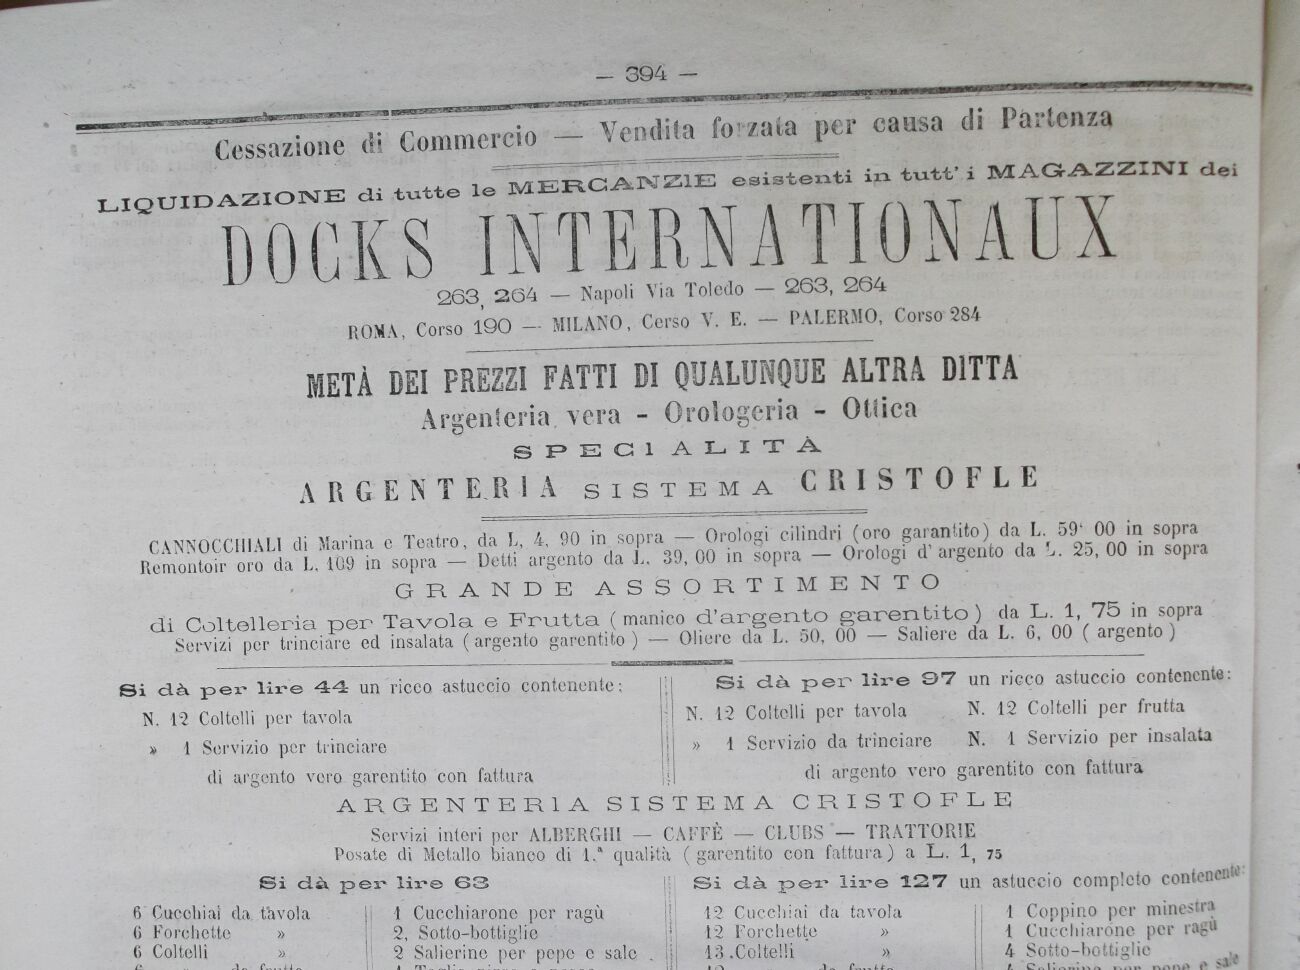 — 394 —
Cessazione di Commercio — Vendita forzata per causa di Partenza
LIQUIDAZIONE di tutte le MERCANZIE esistenti in tutt' i MAGAZZINI dei
DOCKS INTERNATIONAUX
263, 264 — Napoli Via Toledo — 263, 264
ROMA, Corso 190 — MILANO, Cerso V. E. — PALERMO, Corso 284
METÀ DEI PREZZI FATTI DI QUALUNQUE ALTRA DITTA
Argenteria vera - Orologeria - Ottica
SPECIALITÀ
ARGENTERIA SISTEMA CRISTOFLE
CANNOCCHIALI di Marina e Teatro, da L, 4, 90 in sopra — Orologi cilindri (oro garantito) da L. 59 00 in sopra
Remontoir oro da L. 109 in sopra — Detti argento da L. 39, 00 in sopra — Orologi d'argento da L. 25, 00 in sopra
GRANDE ASSORTIMENTO
di Coltelleria per Tavola e Frutta (manico d'argento garentito) da L. 1, 75 in sopra
Servizi per trinciare ed insalata (argento garentito) — Oliere da L. 50, 00 — Saliere da L. 6, 00 (argento)
Si dà per lire 44 un ricco astuccio contenente:
N. 12 Coltelli per tavola
» 1 Servizio per trinciare
di argento vero garentito con fattura
Si dà per lire 97 un ricco astuccio contenente:
N. 12 Coltelli per tavola N. 12 Coltelli per frutta
» 1 Servizio da trinciare N. 1 Servizio per insalata
di argento vero garentito con fattura
ARGENTERIA SISTEMA CRISTOFLE
Servizi interi per ALBERGHI — CAFFÈ — CLUBS — TRATTORIE
Posate di Metallo bianco di 1.ª qualità (garentito con fattura) a L. 1, 75
Si dà per lire 63
6 Cucchiai da tavola
6 Forchette »
6 Coltelli »
1 Cucchiarone per ragù
2, Sotto-bottiglie
2 Salierine per pepe e sale
Si dà per lire 127 un astuccio completo contenente:
12 Cucchiai da tavola
12 Forchette »
13 Coltelli »
1 Coppino per minestra
1 Cucchiarone per ragù
4 Sotto-bottiglie